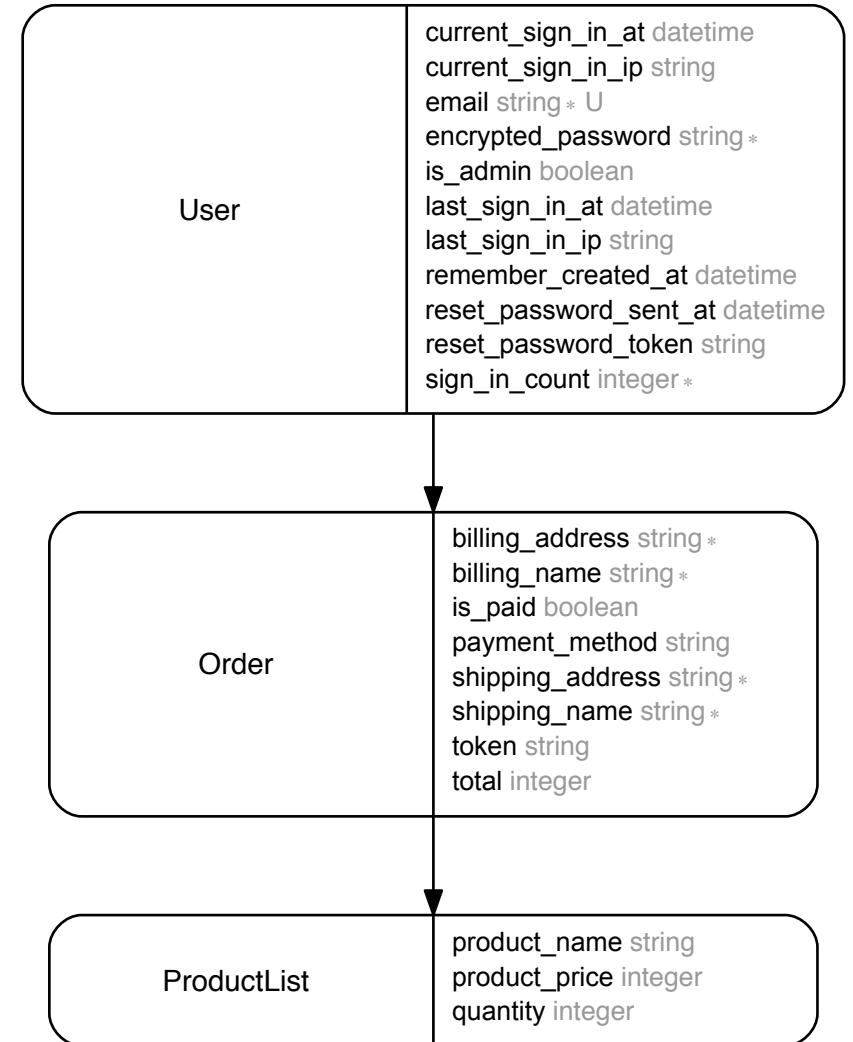 User
current_sign_in_at datetime
current_sign_in_ip string
email string * U
encrypted_password string *
is_admin boolean
last_sign_in_at datetime
last_sign_in_ip string
remember_created_at datetime
reset_password_sent_at datetime
reset_password_token string
sign_in_count integer *
Order
billing_address string *
billing_name string *
is_paid boolean
payment_method string
shipping_address string *
shipping_name string *
token string
total integer
ProductList
product_name string
product_price integer
quantity integer